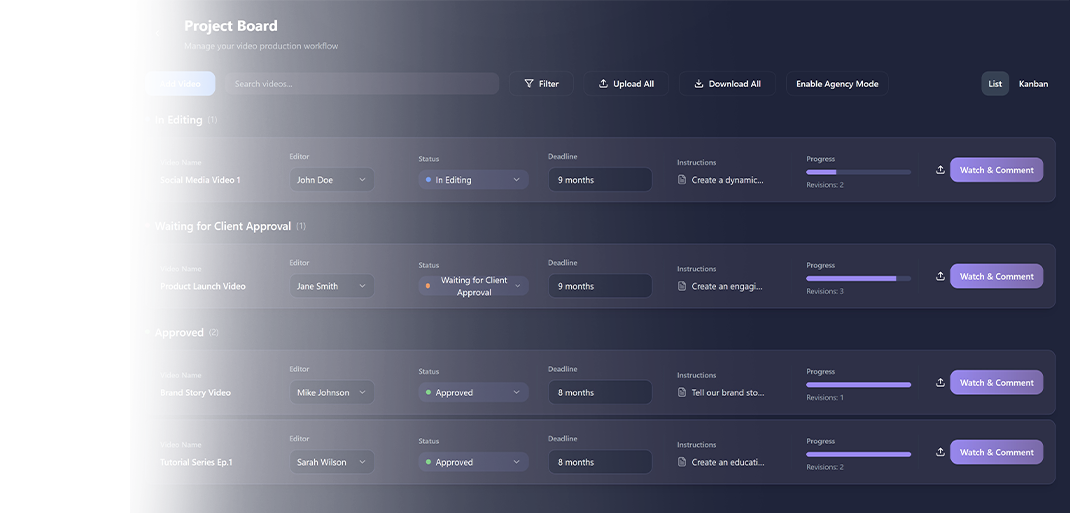 Project Board
Manage your video production workflow
Add Video
Search videos...
Filter
Upload All
Download All
Enable Agency Mode
List
Kanban
In Editing (1)
Video Name
Editor
Status
Deadline
Instructions
Progress
Social Media Video 1
John Doe
In Editing
9 months
Create a dynamic...
Revisions: 2
Watch & Comment
Waiting for Client Approval (1)
Video Name
Editor
Status
Deadline
Instructions
Progress
Product Launch Video
Jane Smith
Waiting for Client
Approval
9 months
Create an engagi...
Revisions: 3
Watch & Comment
Approved (2)
Video Name
Editor
Status
Deadline
Instructions
Progress
Brand Story Video
Mike Johnson
Approved
8 months
Tell our brand sto...
Revisions: 1
Watch & Comment
Video Name
Editor
Status
Deadline
Instructions
Progress
Tutorial Series Ep.1
Sarah Wilson
Approved
8 months
Create an educati...
Revisions: 2
Watch & Comment